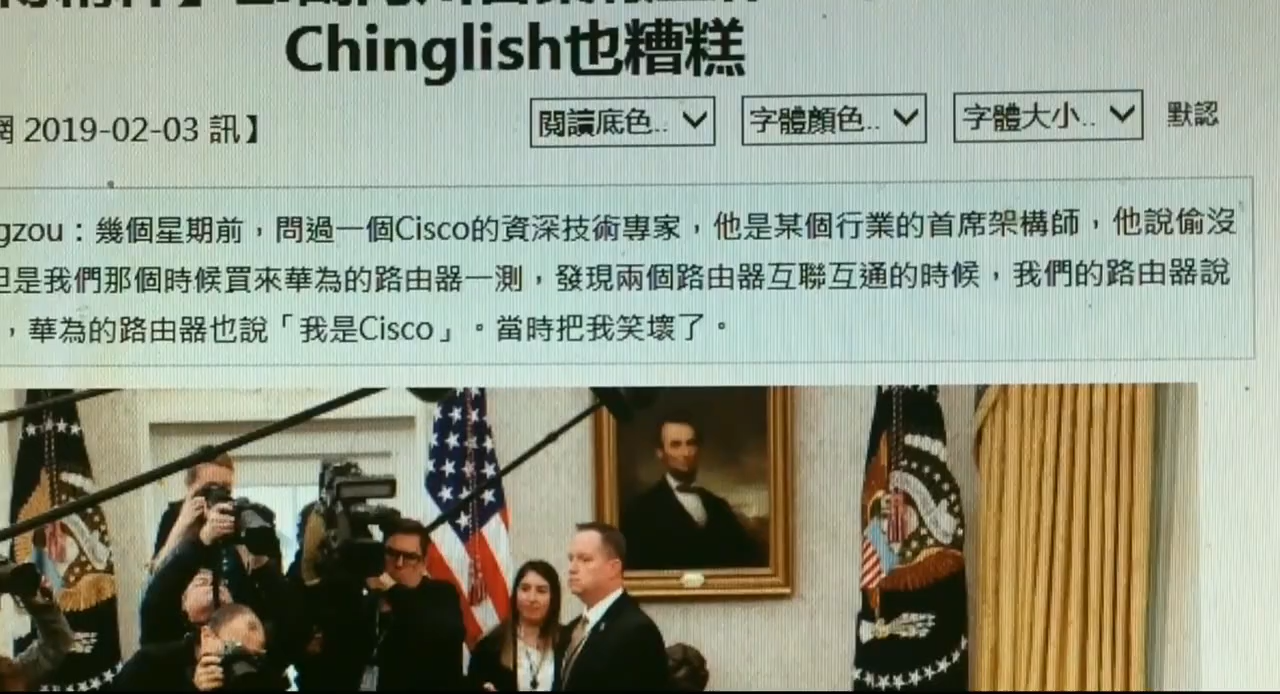 Chinglish也糟糕
網 2019-02-03 訊】
閱讀底色..
字體顏色..
字體大小..
默認
gzou：幾個星期前，問過一個Cisco的資深技術專家，他是某個行業的首席架構師，他說偷沒
但是我們那個時候買來華為的路由器一測，發現兩個路由器互聯互通的時候，我們的路由器說
，華為的路由器也說「我是Cisco」。當時把我笑壞了。